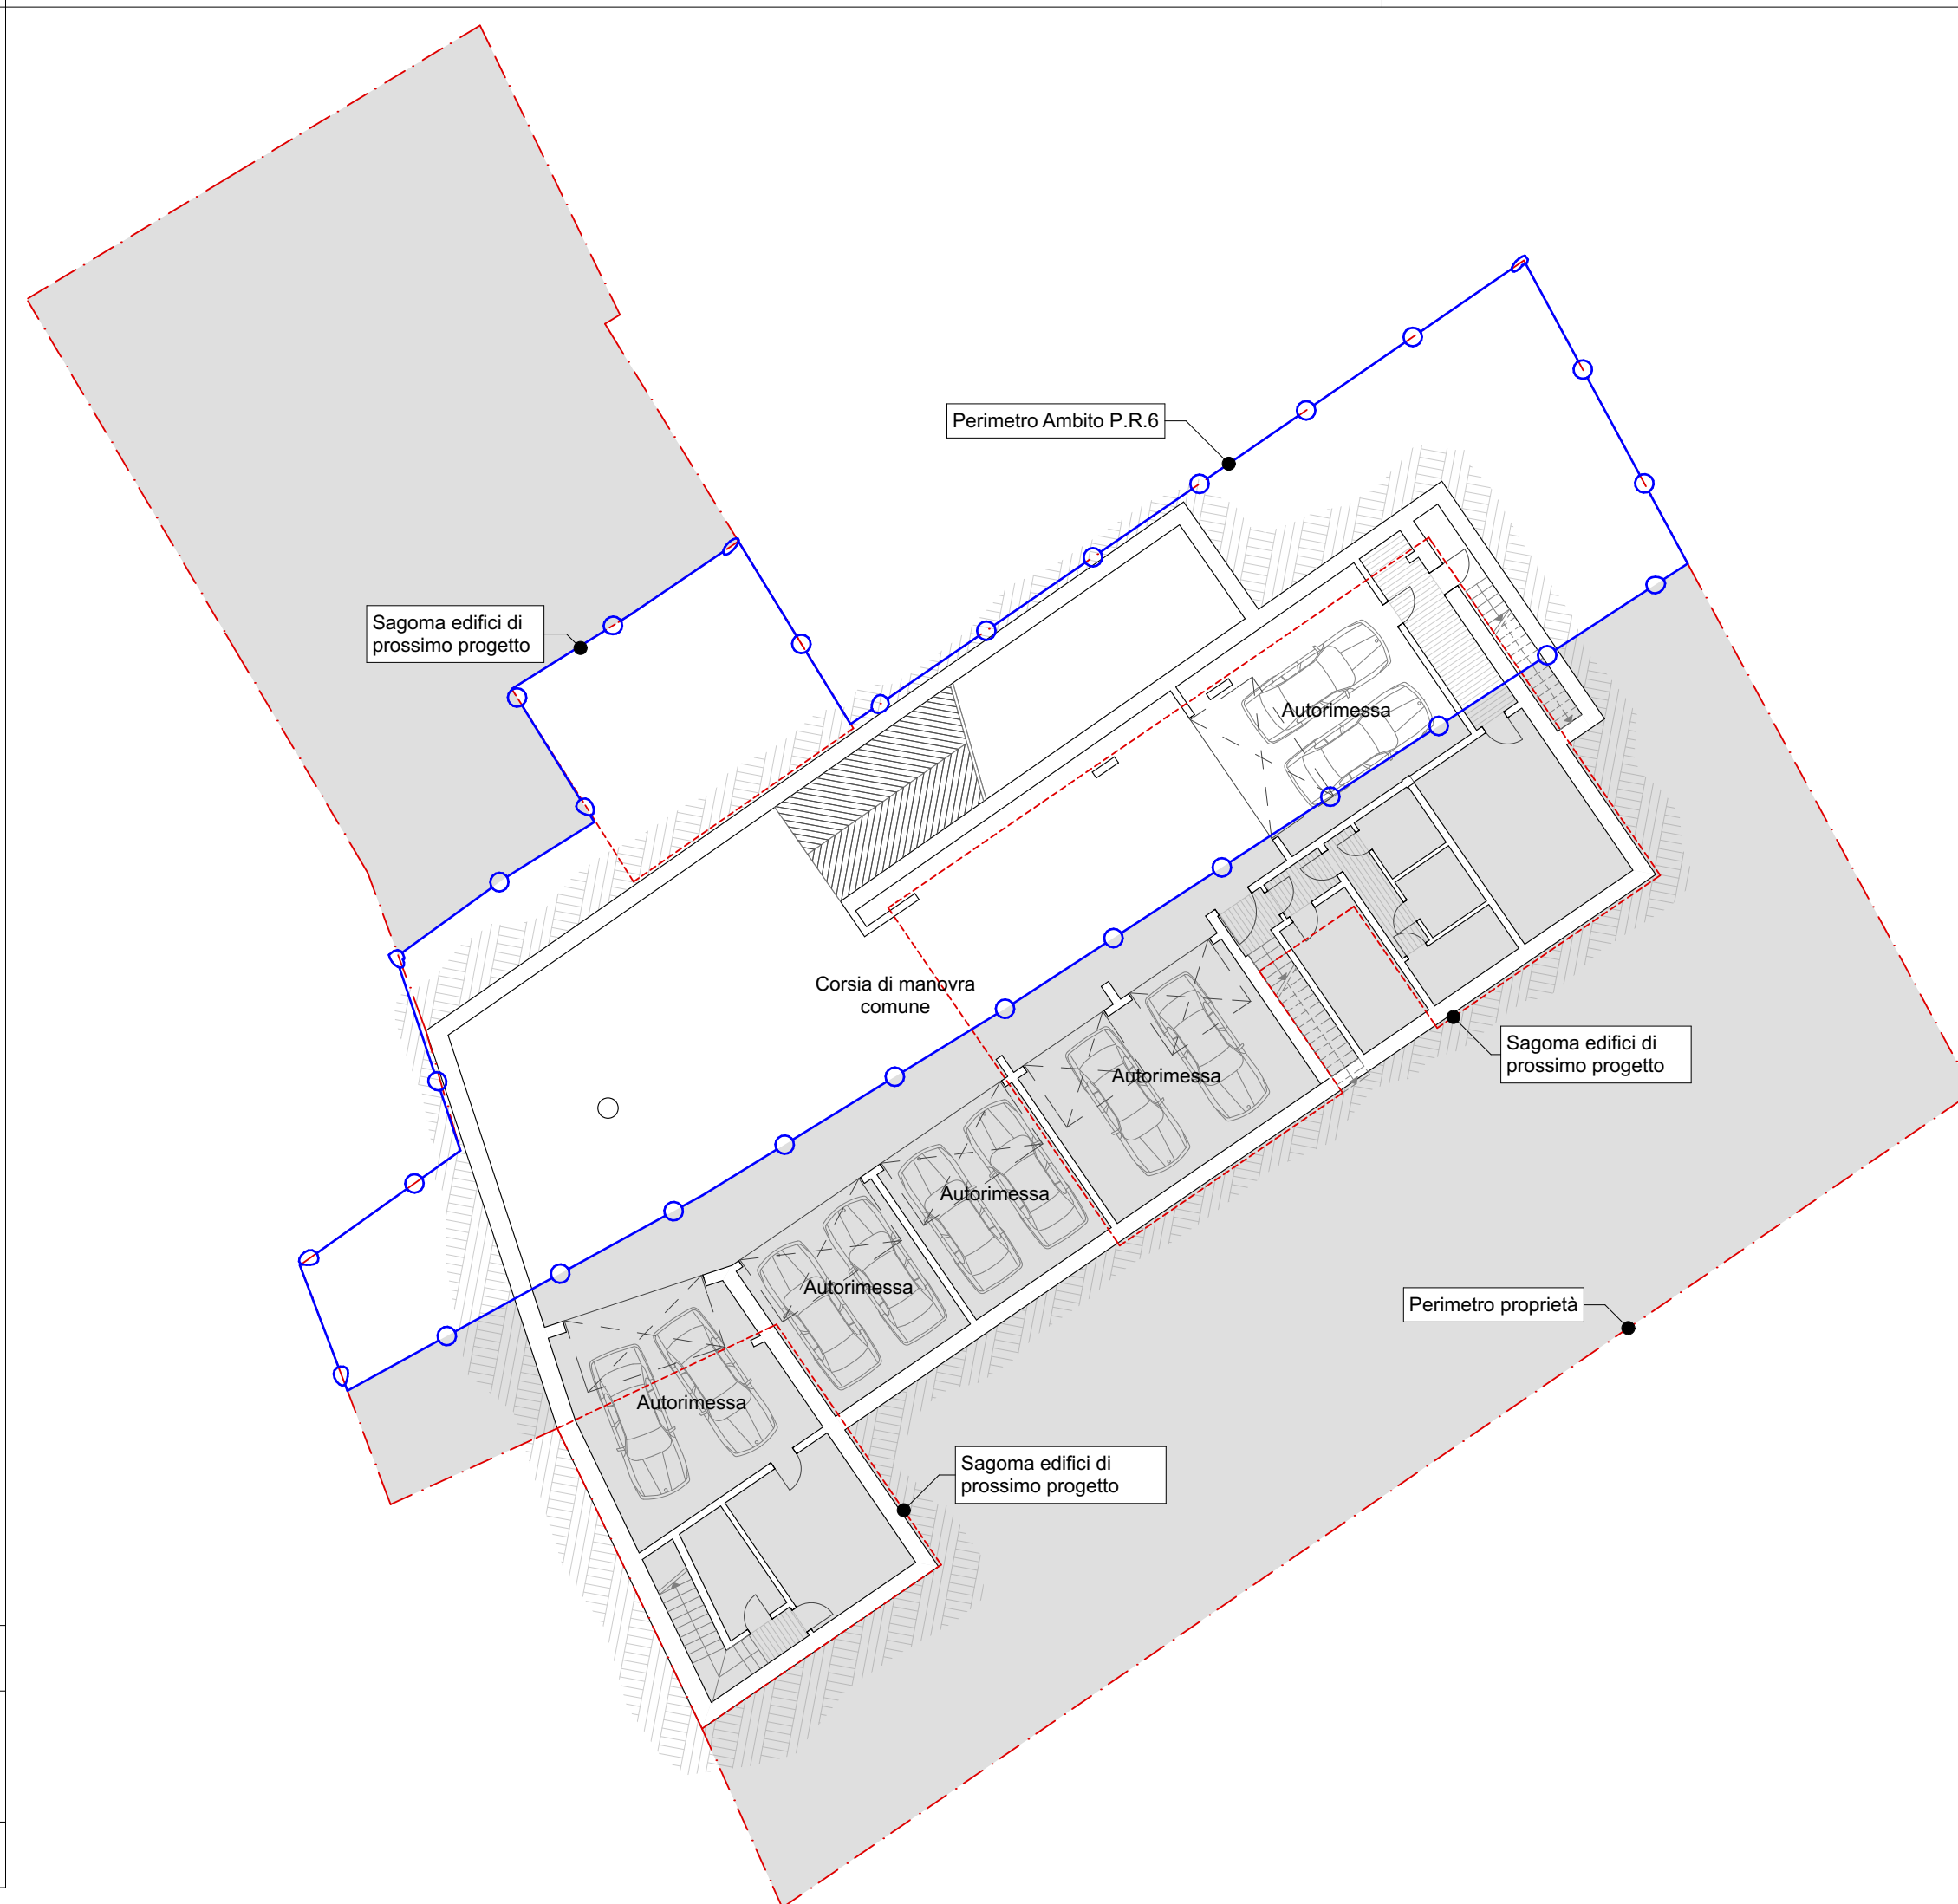 Perimetro Ambito P.R.6
Sagoma edifici di
prossimo progetto
Autorimessa
Corsia di manovra
comune
Sagoma edifici di
prossimo progetto
Autorimessa
Autorimessa
Autorimessa
Perimetro proprietà
Autorimessa
Sagoma edifici di
prossimo progetto